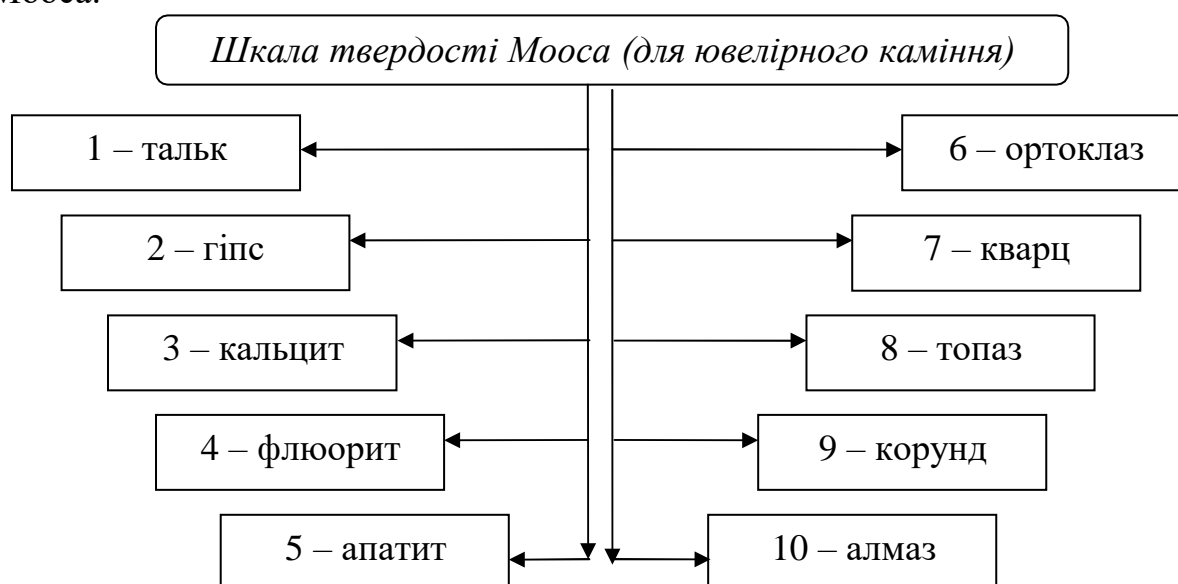 Мооса.
Шкала твердості Мооса (для ювелірного каміння)
1 – тальк
2 – гіпс
3 – кальцит
4 – флюорит
5 – апатит
6 – ортоклаз
7 – кварц
8 – топаз
9 – корунд
10 – алмаз